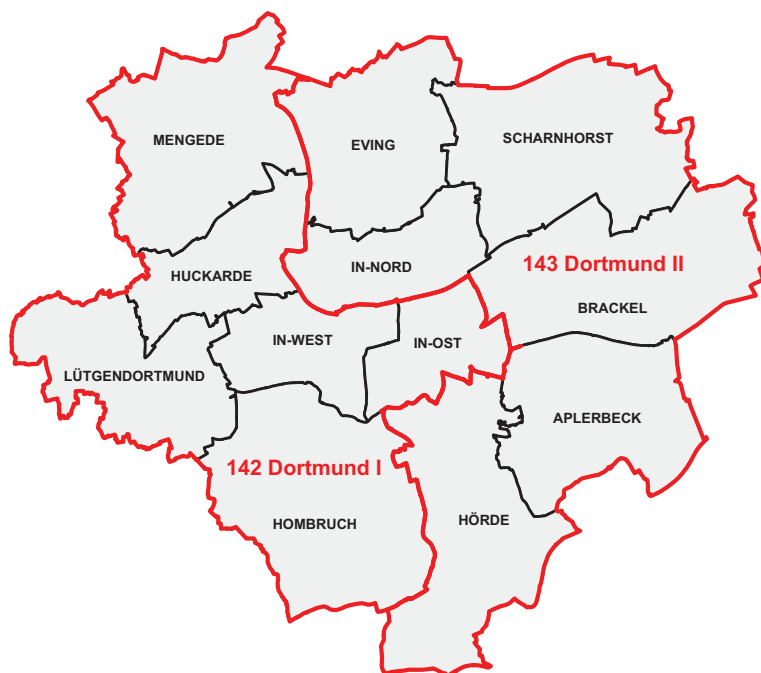 MENGEDE
EVING
SCHARNHORST
HUCKARDE
IN-NORD
143 Dortmund II
BRACKEL
IN-WEST
IN-OST
LÜTGENDORTMUND
APLERBECK
142 Dortmund I
HOMBRUCH
HÖRDE